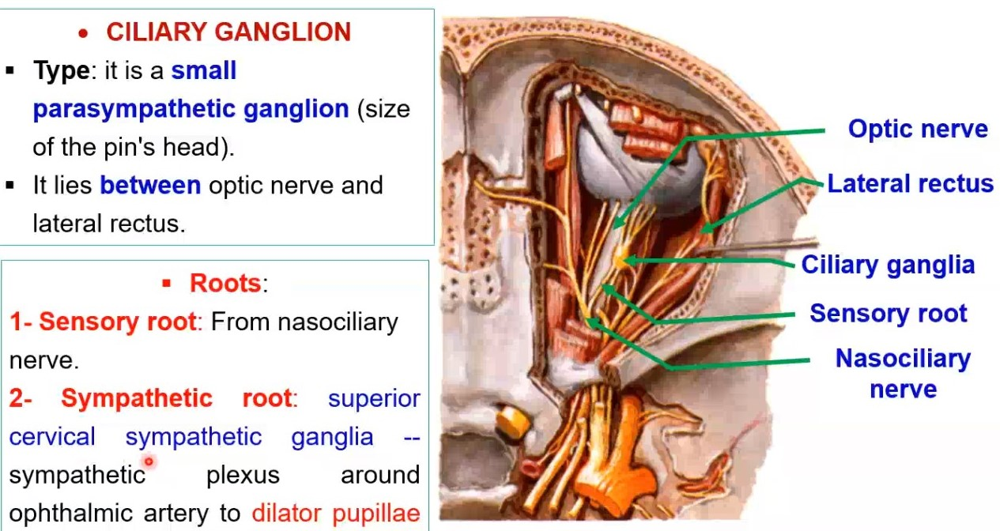 • CILIARY GANGLION
▪ Type: it is a small
parasympathetic ganglion (size
of the pin's head).
▪ It lies between optic nerve and
lateral rectus.
▪ Roots:
1- Sensory root: From nasociliary
nerve.
2- Sympathetic root: superior
cervical sympathetic ganglia --
sympathetic plexus around
ophthalmic artery to dilator pupillae
Optic nerve
Lateral rectus
Ciliary ganglia
Sensory root
Nasociliary
nerve